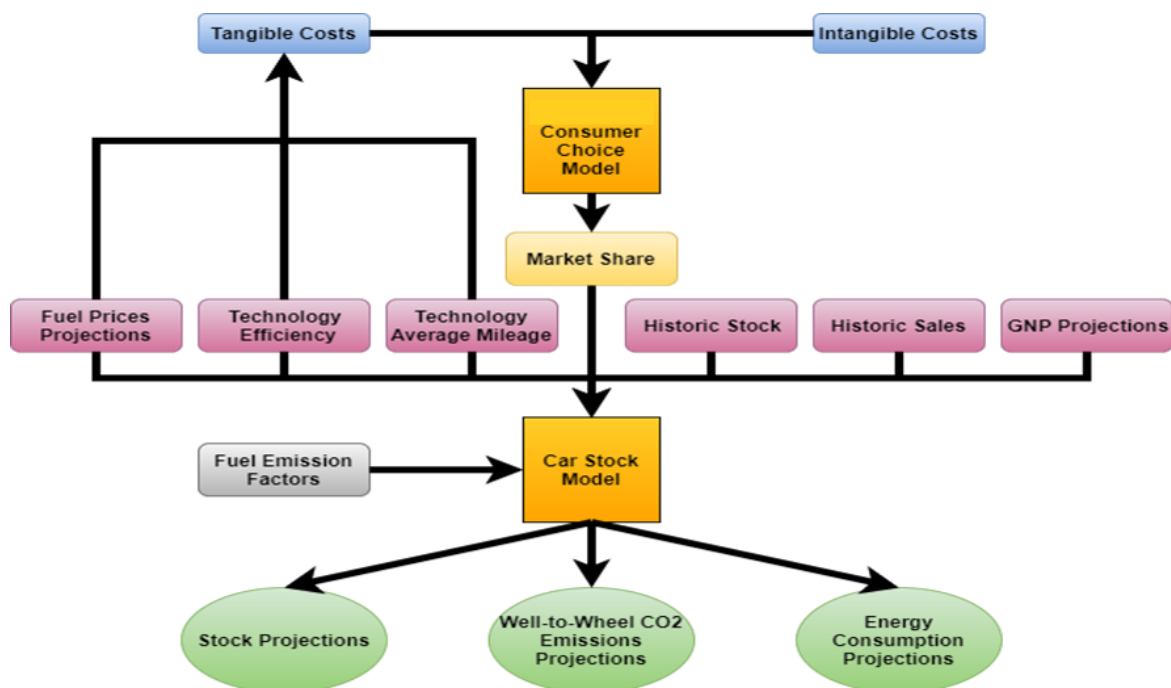 Tangible Costs
Intangible Costs
Consumer
Choice
Model
Market Share
Fuel Prices
Projections
Technology
Efficiency
Technology
Average Mileage
Historic Stock
Historic Sales
GNP Projections
Fuel Emission
Factors
Car Stock
Model
Stock Projections
Well-to-Wheel CO2
Emissions
Projections
Energy
Consumption
Projections